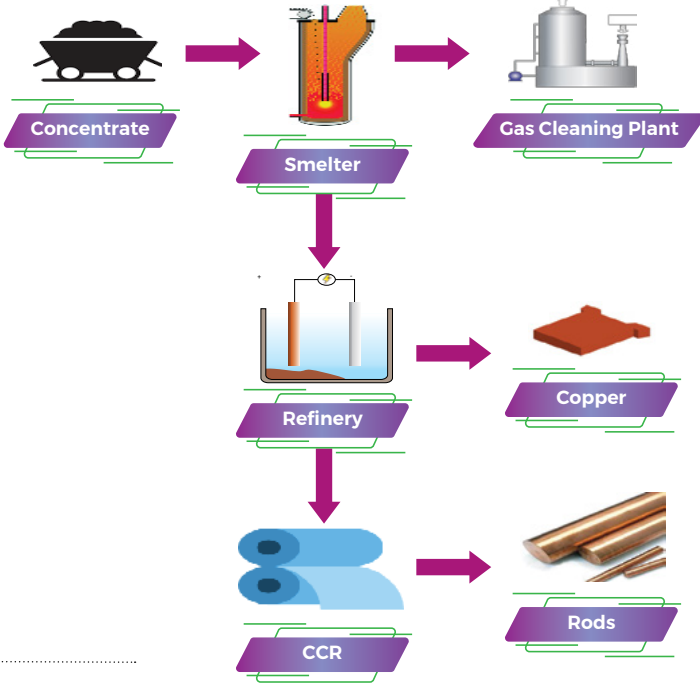 Concentrate
Smelter
Gas Cleaning Plant
+
-
Refinery
Copper
CCR
Rods